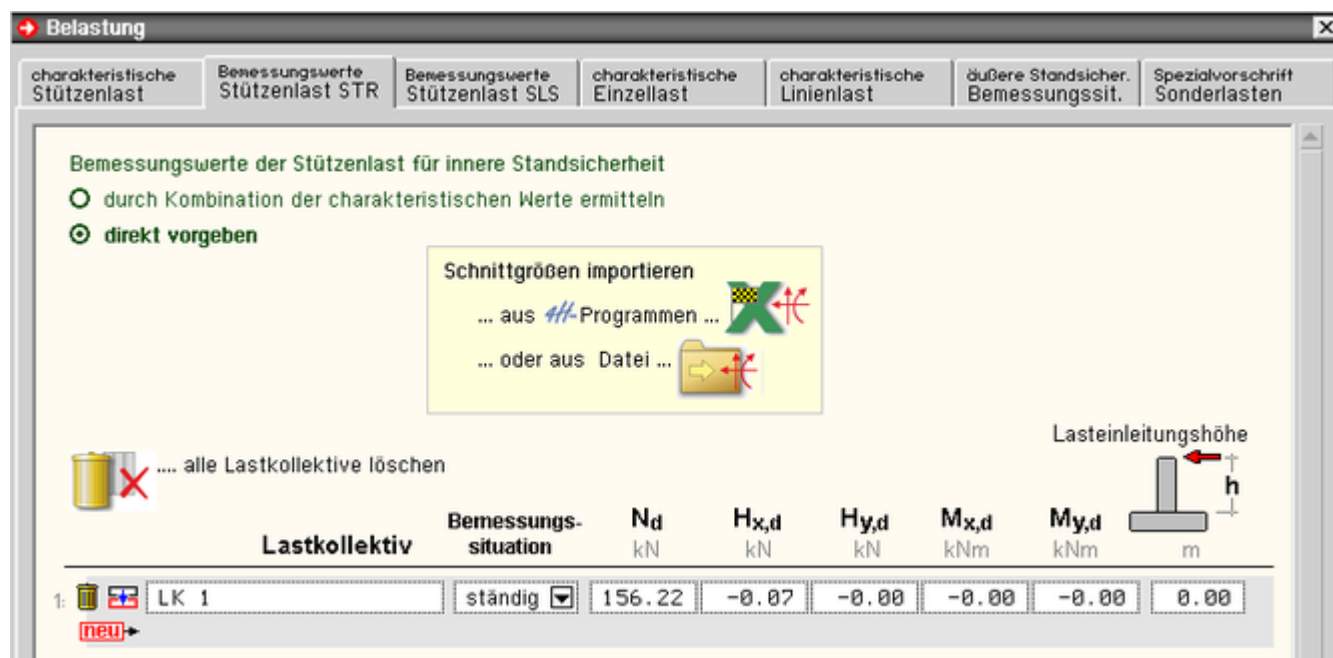 Belastung
charakteristische Bemessungswerte Bemessungswerte charakteristische charakteristische äußere Standsicher. Spezialvorschrift
Stützenlast Stützenlast STR Stützenlast SLS Einzellast Linienlast Bemessungssit. Sonderlasten
Bemessungswerte der Stützenlast für innere Standsicherheit
durch Kombination der charakteristischen Werte ermitteln
direkt vorgeben
Schnittgrößen importieren
... aus 4H-Programmen ...
... oder aus Datei ...
Lasteinleitungshöhe
.... alle Lastkollektive löschen
h
Bemessungs- Nd Hx,d Hy,d Mx,d My,d
Lastkollektiv situation kN kN kN kNm kNm m
1: LK 1 ständig 156.22 -0.07 -0.00 -0.00 -0.00 0.00
neu